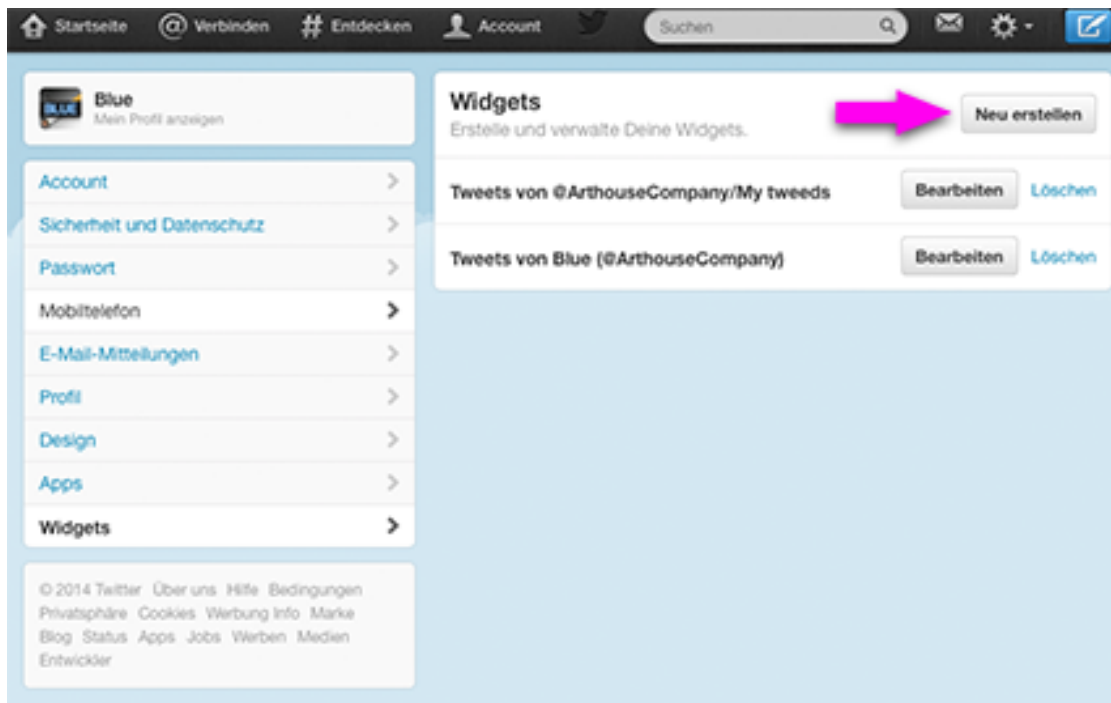 Startseite @ Verbinden # Entdecken Account Suchen
BLUE Blue
Mein Profil anzeigen
Account
Sicherheit und Datenschutz
Passwort
Mobiltelefon
E-Mail-Mitteilungen
Profil
Design
Apps
Widgets
© 2014 Twitter Über uns Hilfe Bedingungen
Privatsphäre Cookies Werbung Info Marke
Blog Status Apps Jobs Werben Medien
Entwickler
Widgets
Erstelle und verwalte Deine Widgets.
Neu erstellen
Tweets von @ArthouseCompany/My tweeds Bearbeiten Löschen
Tweets von Blue (@ArthouseCompany) Bearbeiten Löschen